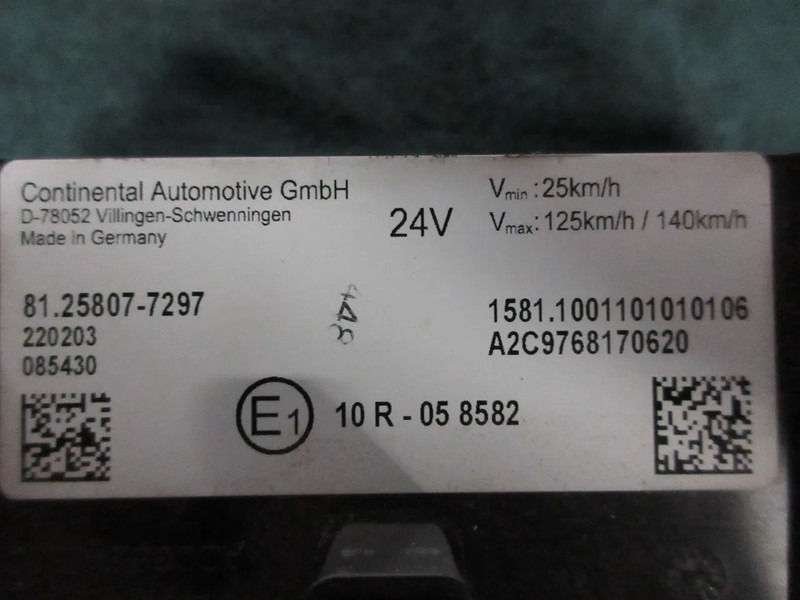 Continental Automotive GmbH
D-78052 Villingen-Schwenningen
Made in Germany
24V
Vmin : 25km/h
Vmax: 125km/h / 140km/h
81.25807-7297
220203
085430
1581.1001101010106
A2C9768170620
E1 10 R - 05 8582